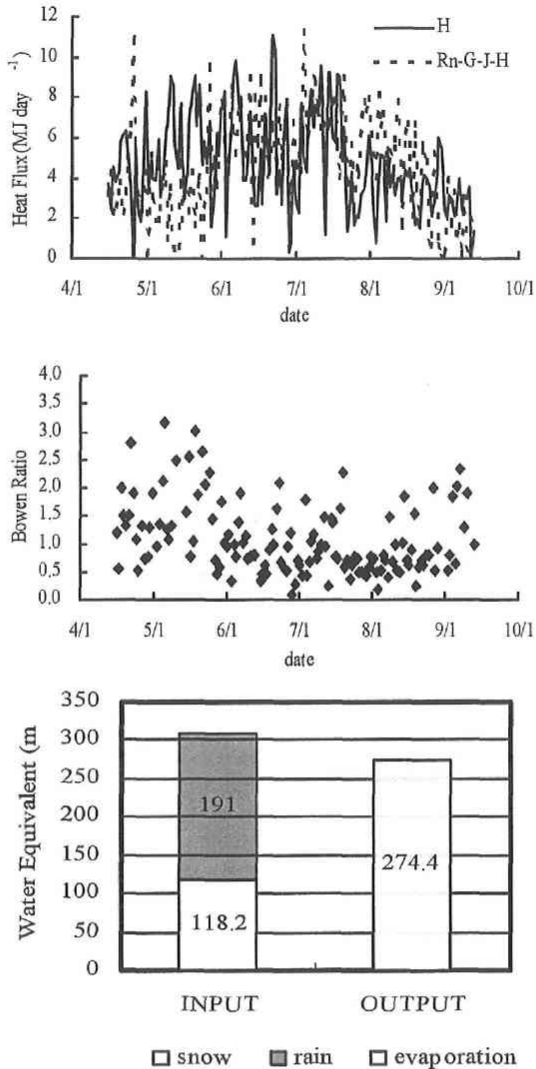 12
10
8
6
4
2
0
Heat Flux(MJ day -1)
H
Rn-G-J-H
4/1 5/1 6/1 7/1 8/1 9/1 10/1
date
4.0
3.5
3.0
2.5
2.0
1.5
1.0
0.5
0.0
Bowen Ratio
4/1 5/1 6/1 7/1 8/1 9/1 10/1
date
350
300
250
200
150
100
50
0
Water Equivalent (m
191
118.2
274.4
INPUT OUTPUT
snow rain evaporation